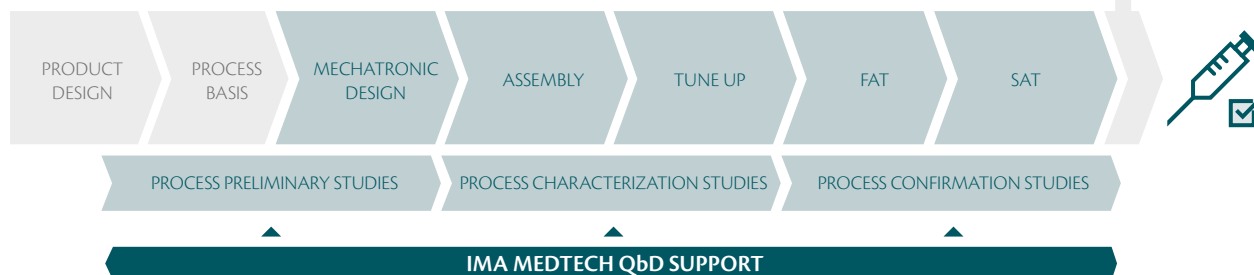 PRODUCT
DESIGN
PROCESS
BASIS
MECHATRONIC
DESIGN
ASSEMBLY
TUNE UP
FAT
SAT
PROCESS PRELIMINARY STUDIES
PROCESS CHARACTERIZATION STUDIES
PROCESS CONFIRMATION STUDIES
IMA MEDTECH QbD SUPPORT